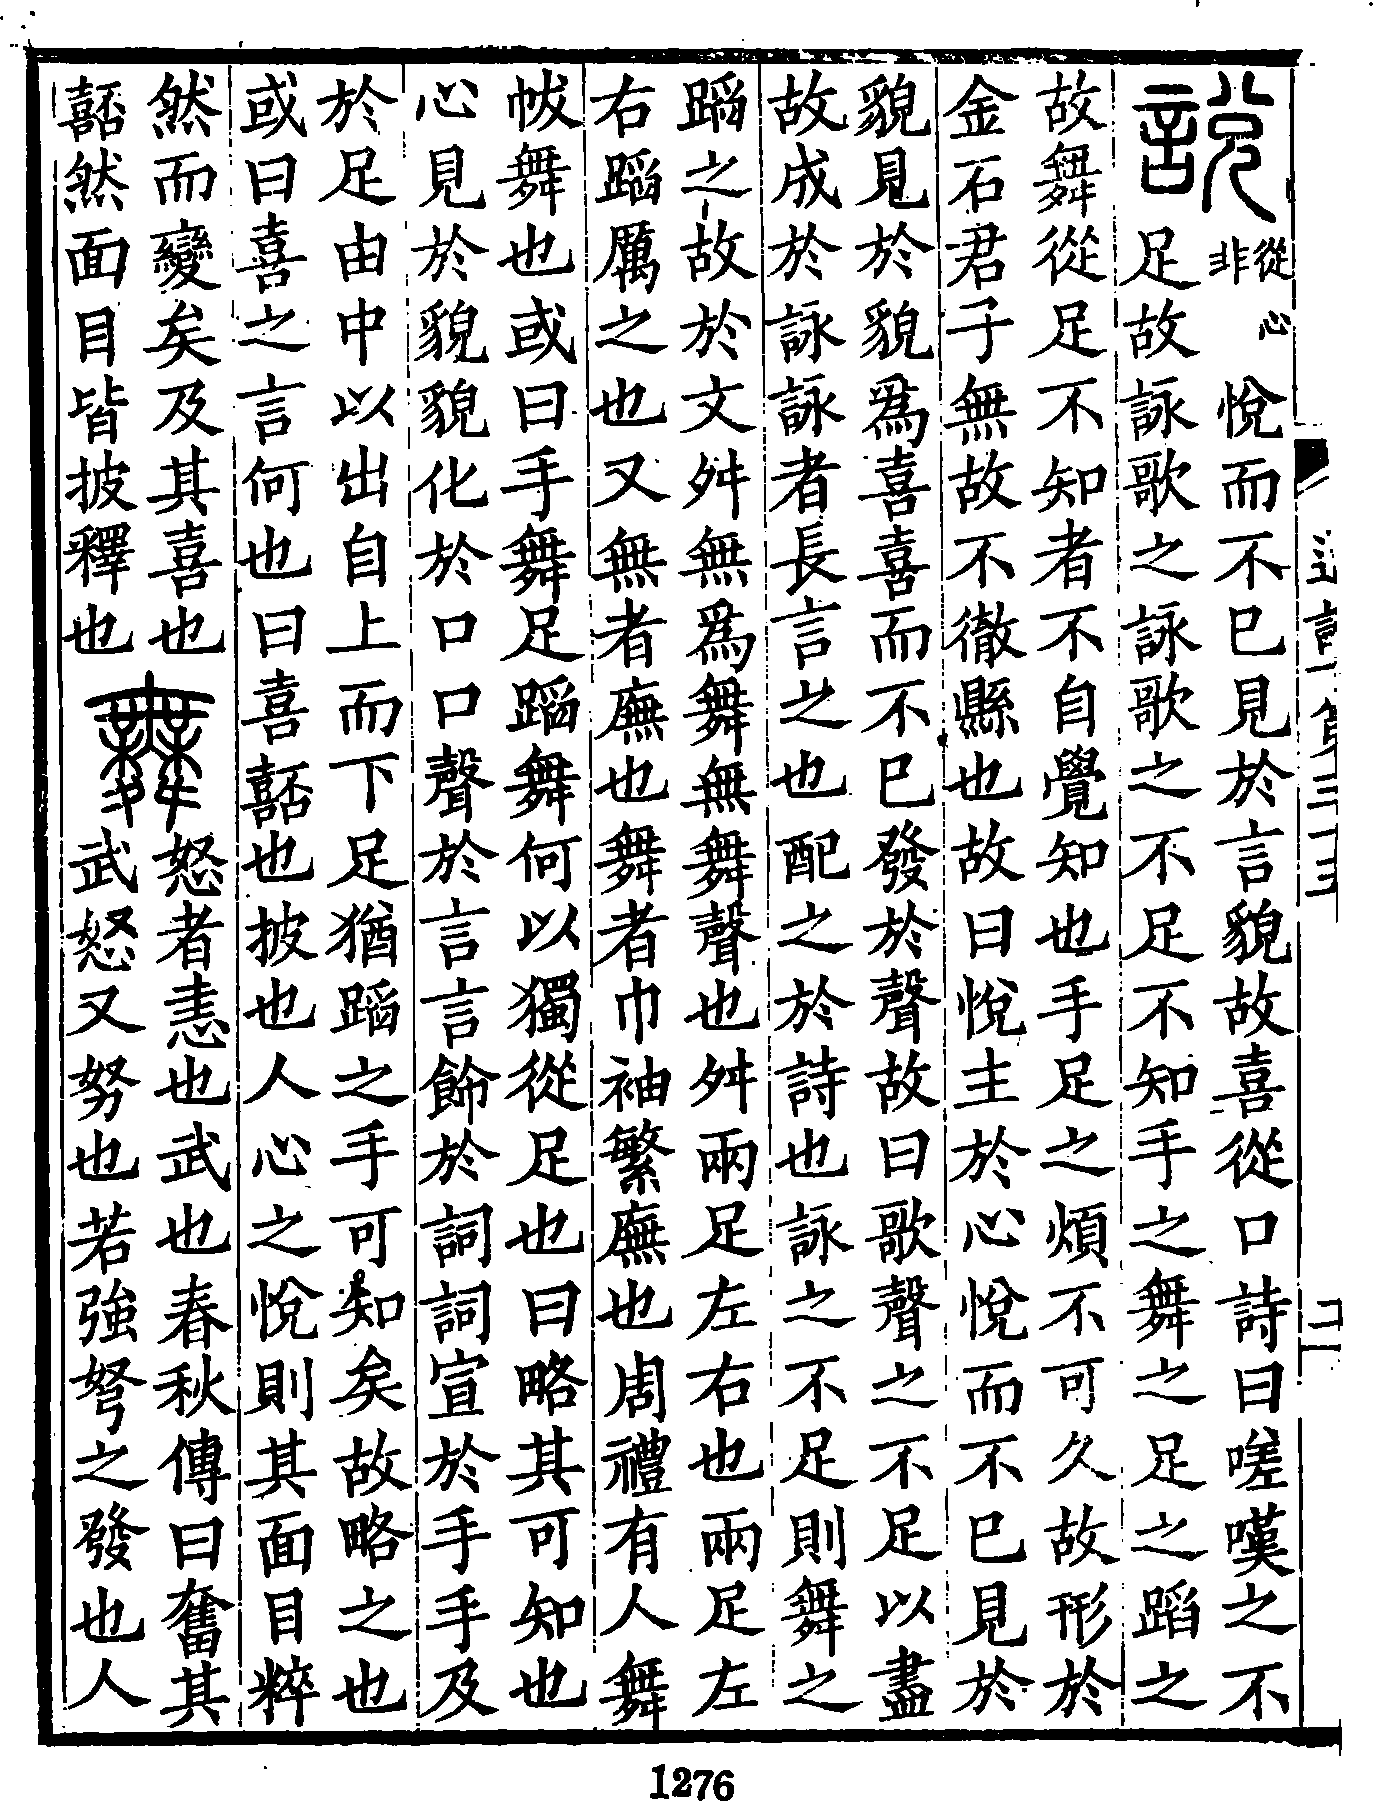 說
從心
非
悅而不已見於言貌故喜從口詩曰嗟嘆之不
足故詠歌之詠歌之不足不知手之舞之足之蹈之
故舞從足不知者不自覺知也手足之煩不可久故形於
金石君子無故不徹縣也故曰悅主於心悅而不已見於
貌見於貌爲喜喜而不已發於聲故曰歌聲之不足以盡
故成於詠詠者長言之也配之於詩也詠之不足則舞之
蹈之故於文舛無爲舞無舞聲也舛兩足左右也兩足左
右蹈厲之也又無者廡也舞者巾袖繁廡也周禮有人舞
帗舞也或曰手舞足蹈舞何以獨從足也曰略其可知也
心見於貌貌化於口口聲於言言餙於詞詞宣於手手及
於足由中以出自上而下足猶蹈之手可知矣故略之也
或曰喜之言何也曰喜嚭也披也人心之悅則其面目粹
然而變矣及其喜也
嚭然面目皆披釋也
舞
怒者恚也武也春秋傳曰奮其
武怒又努也若強弩之發也人
1276